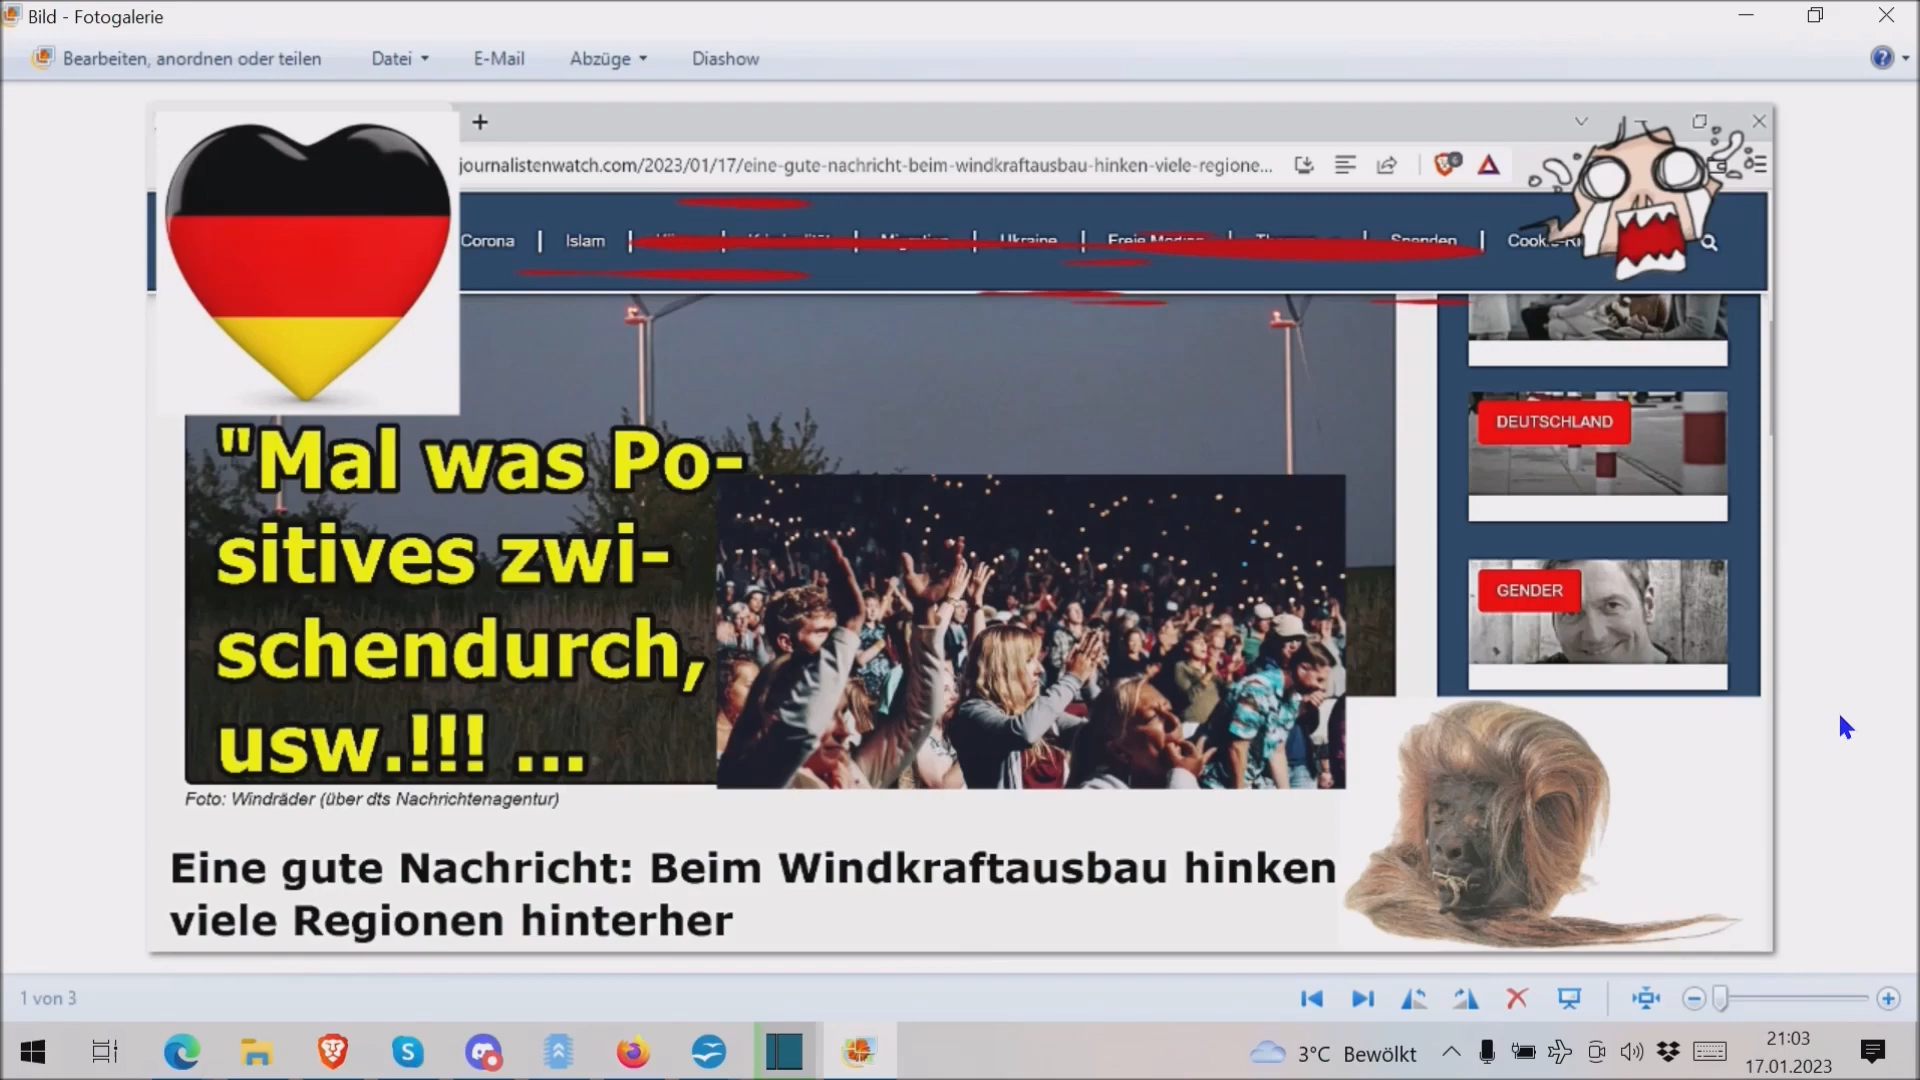 Bild - Fotogalerie
Bearbeiten, anordnen oder teilen Datei E-Mail Abzüge Diashow
journalistenwatch.com/2023/01/17/eine-gute-nachricht-beim-windkraftausbau-hinken-viele-regione...
Corona Islam Ukraine Spenden
DEUTSCHLAND
"Mal was Po-
sitives zwi-
schendurch,
usw.!!! ...
GENDER
Foto: Windräder (über dts Nachrichtenagentur)
Eine gute Nachricht: Beim Windkraftausbau hinken
viele Regionen hinterher
1 von 3
3°C Bewölkt
21:03
17.01.2023